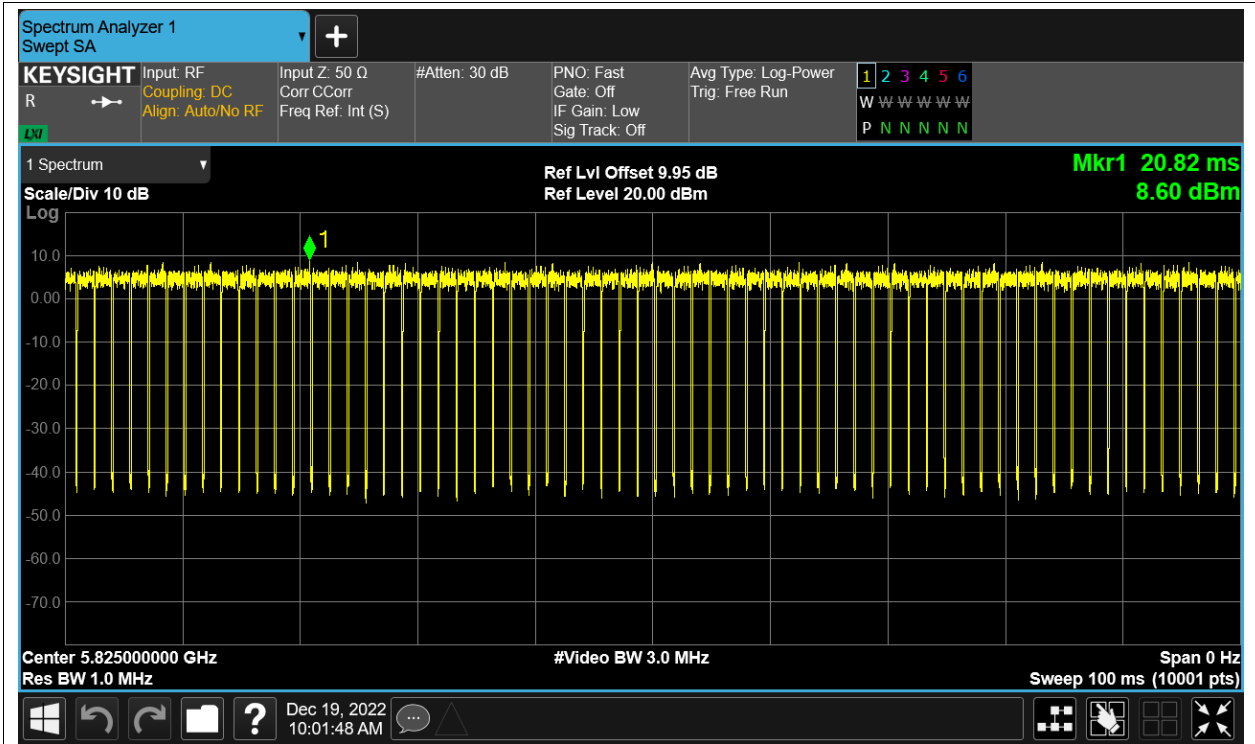 Spectrum Analyzer 1
Swept SA
+
KEYSIGHT
R
LXI
Input: RF
Coupling: DC
Align: Auto/No RF
Input Z: 50 Ω
Corr CCorr
Freq Ref: Int (S)
#Atten: 30 dB
PNO: Fast
Gate: Off
IF Gain: Low
Sig Track: Off
Avg Type: Log-Power
Trig: Free Run
1 2 3 4 5 6
W W W W W W
P N N N N N
1 Spectrum
Scale/Div 10 dB
Ref Lvl Offset 9.95 dB
Ref Level 20.00 dBm
Mkr1 20.82 ms
8.60 dBm
Log
1
10.0
0.00
-10.0
-20.0
-30.0
-40.0
-50.0
-60.0
-70.0
Center 5.825000000 GHz
#Video BW 3.0 MHz
Span 0 Hz
Res BW 1.0 MHz
Sweep 100 ms (10001 pts)
?
Dec 19, 2022
10:01:48 AM